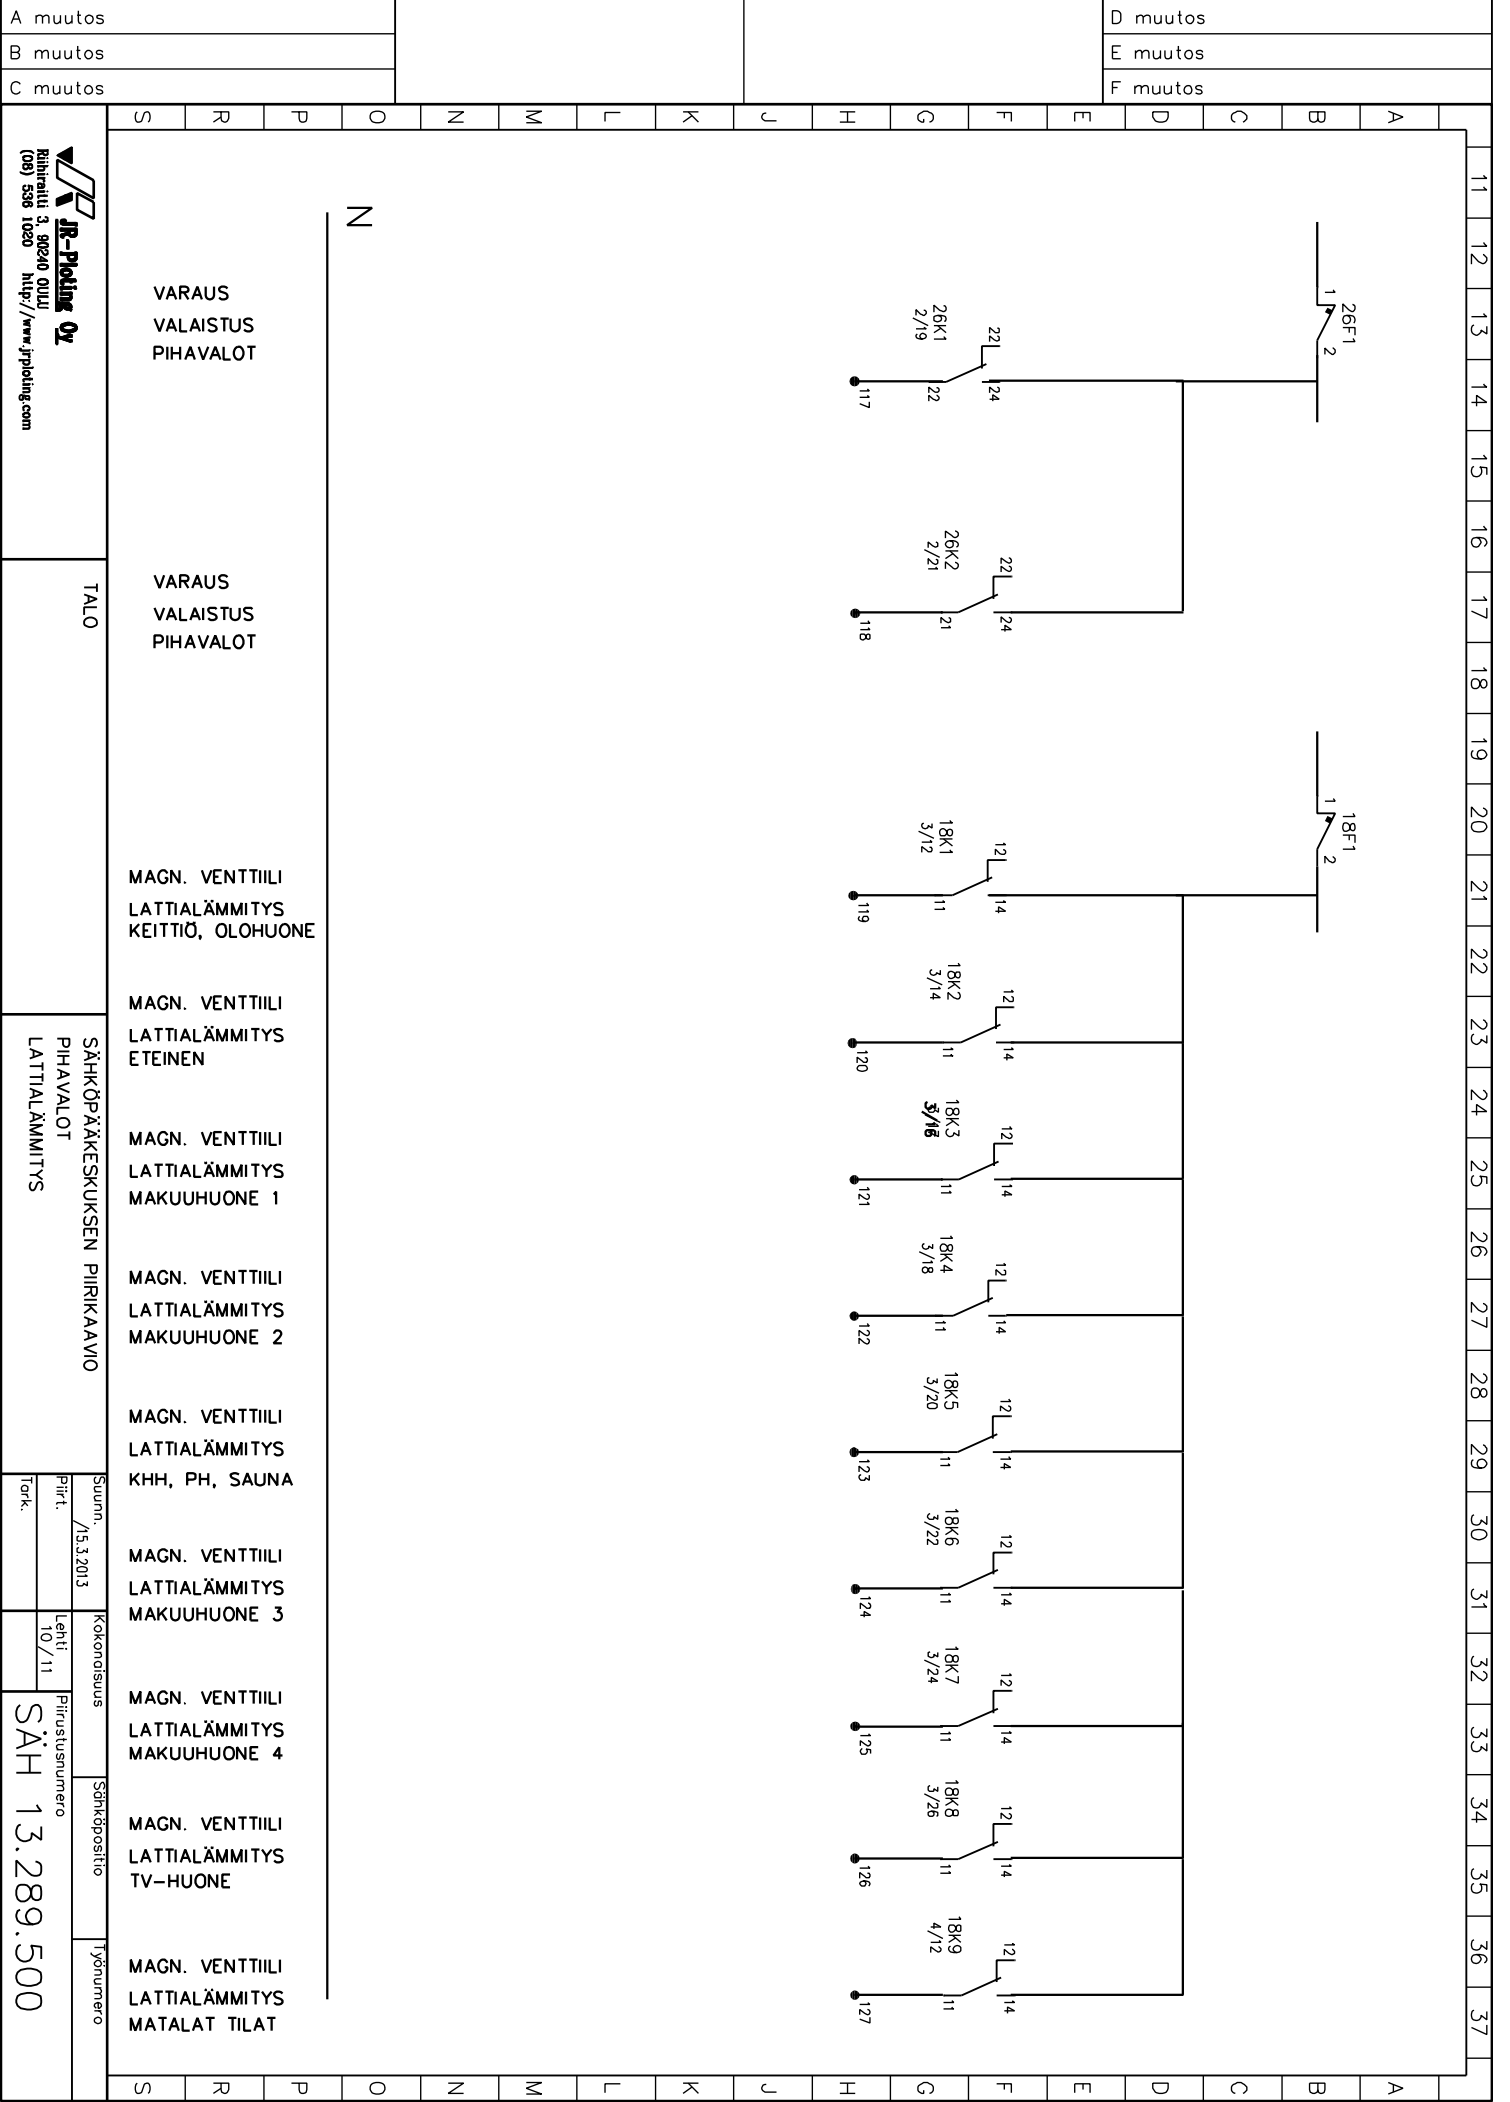 A muutos
B muutos
C muutos
D muutos
E muutos
F muutos
S R P O N M L K J H G F E D C B A
11
12
13
14
15
16
17
18
19
20
21
22
23
24
25
26
27
28
29
30
31
32
33
34
35
36
37
N
26F1
1
2
26K1
2/19
22
22
24
117
VARAUS
VALAISTUS
PIHAVALOT
26K2
2/21
22
21
24
118
VARAUS
VALAISTUS
PIHAVALOT
18F1
1
2
18K1
3/12
12
11
14
119
MAGN. VENTTIILI
LATTIALÄMMITYS
KEITTIÖ, OLOHUONE
18K2
3/14
12
11
14
120
MAGN. VENTTIILI
LATTIALÄMMITYS
ETEINEN
18K3
12
11
14
121
MAGN. VENTTIILI
LATTIALÄMMITYS
MAKUUHUONE 1
18K4
3/18
12
11
14
122
MAGN. VENTTIILI
LATTIALÄMMITYS
MAKUUHUONE 2
18K5
3/20
12
11
14
123
MAGN. VENTTIILI
LATTIALÄMMITYS
KHH, PH, SAUNA
18K6
3/22
12
11
14
124
MAGN. VENTTIILI
LATTIALÄMMITYS
MAKUUHUONE 3
18K7
3/24
12
11
14
125
MAGN. VENTTIILI
LATTIALÄMMITYS
MAKUUHUONE 4
18K8
3/26
12
11
14
126
MAGN. VENTTIILI
LATTIALÄMMITYS
TV-HUONE
18K9
4/12
12
11
14
127
MAGN. VENTTIILI
LATTIALÄMMITYS
MATALAT TILAT
S R P O N M L K J H G F E D C B A
JR-Ploting Oy
Riihiraitti 3, 90240 OULU
(08) 536 1020 http://www.jrploting.com
TALO
SÄHKÖPÄÄKESKUKSEN PIIRIKAAVIO
PIHAVALOT
LATTIALÄMMITYS
Suunn.
/15.3.2013
Piirt.
Tark.
Kokonaisuus
Lehti
10/11
Sähköpositio
Työnumero
Piirustusnumero
SÄH 13.289.500